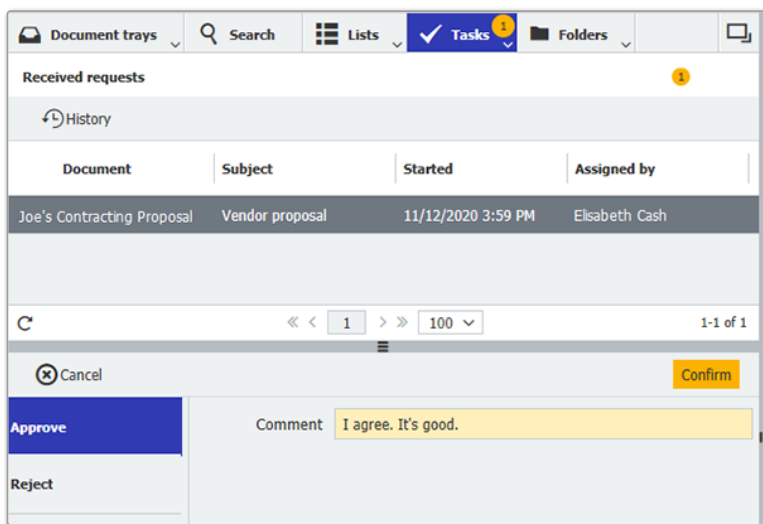 Document trays Search Lists Tasks 1 Folders
Received requests 1
History
Document Subject Started Assigned by
Joe's Contracting Proposal Vendor proposal 11/12/2020 3:59 PM Elisabeth Cash
1 100 1-1 of 1
Cancel Confirm
Approve Comment I agree. It's good.
Reject